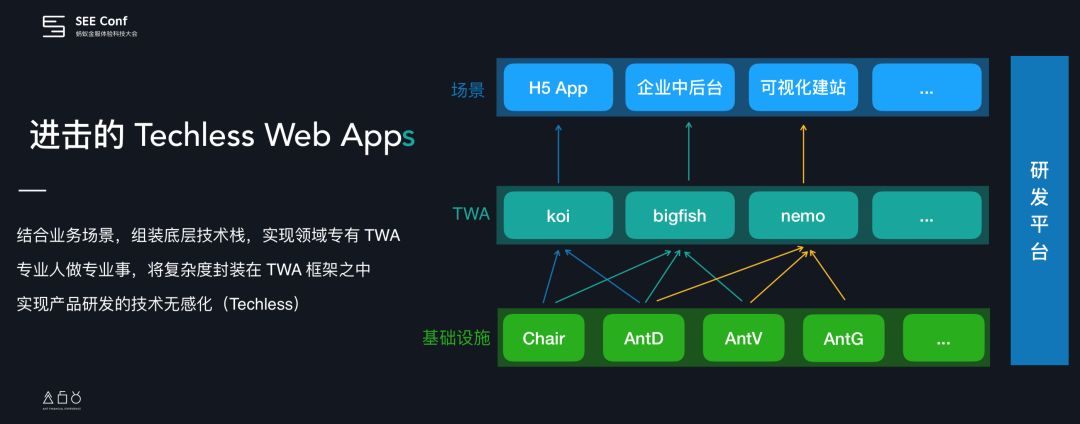 SEE Conf
蚂蚁金服体验科技大会
进击的 Techless Web Apps
结合业务场景，组装底层技术栈，实现领域专有 TWA
专业人做专业事，将复杂度封装在 TWA 框架之中
实现产品研发的技术无感化（Techless）
场景
H5 App
企业中后台
可视化建站
...
TWA
koi
bigfish
nemo
...
基础设施
Chair
AntD
AntV
AntG
...
研发平台
ANT FINANCIAL EXPERIENCE